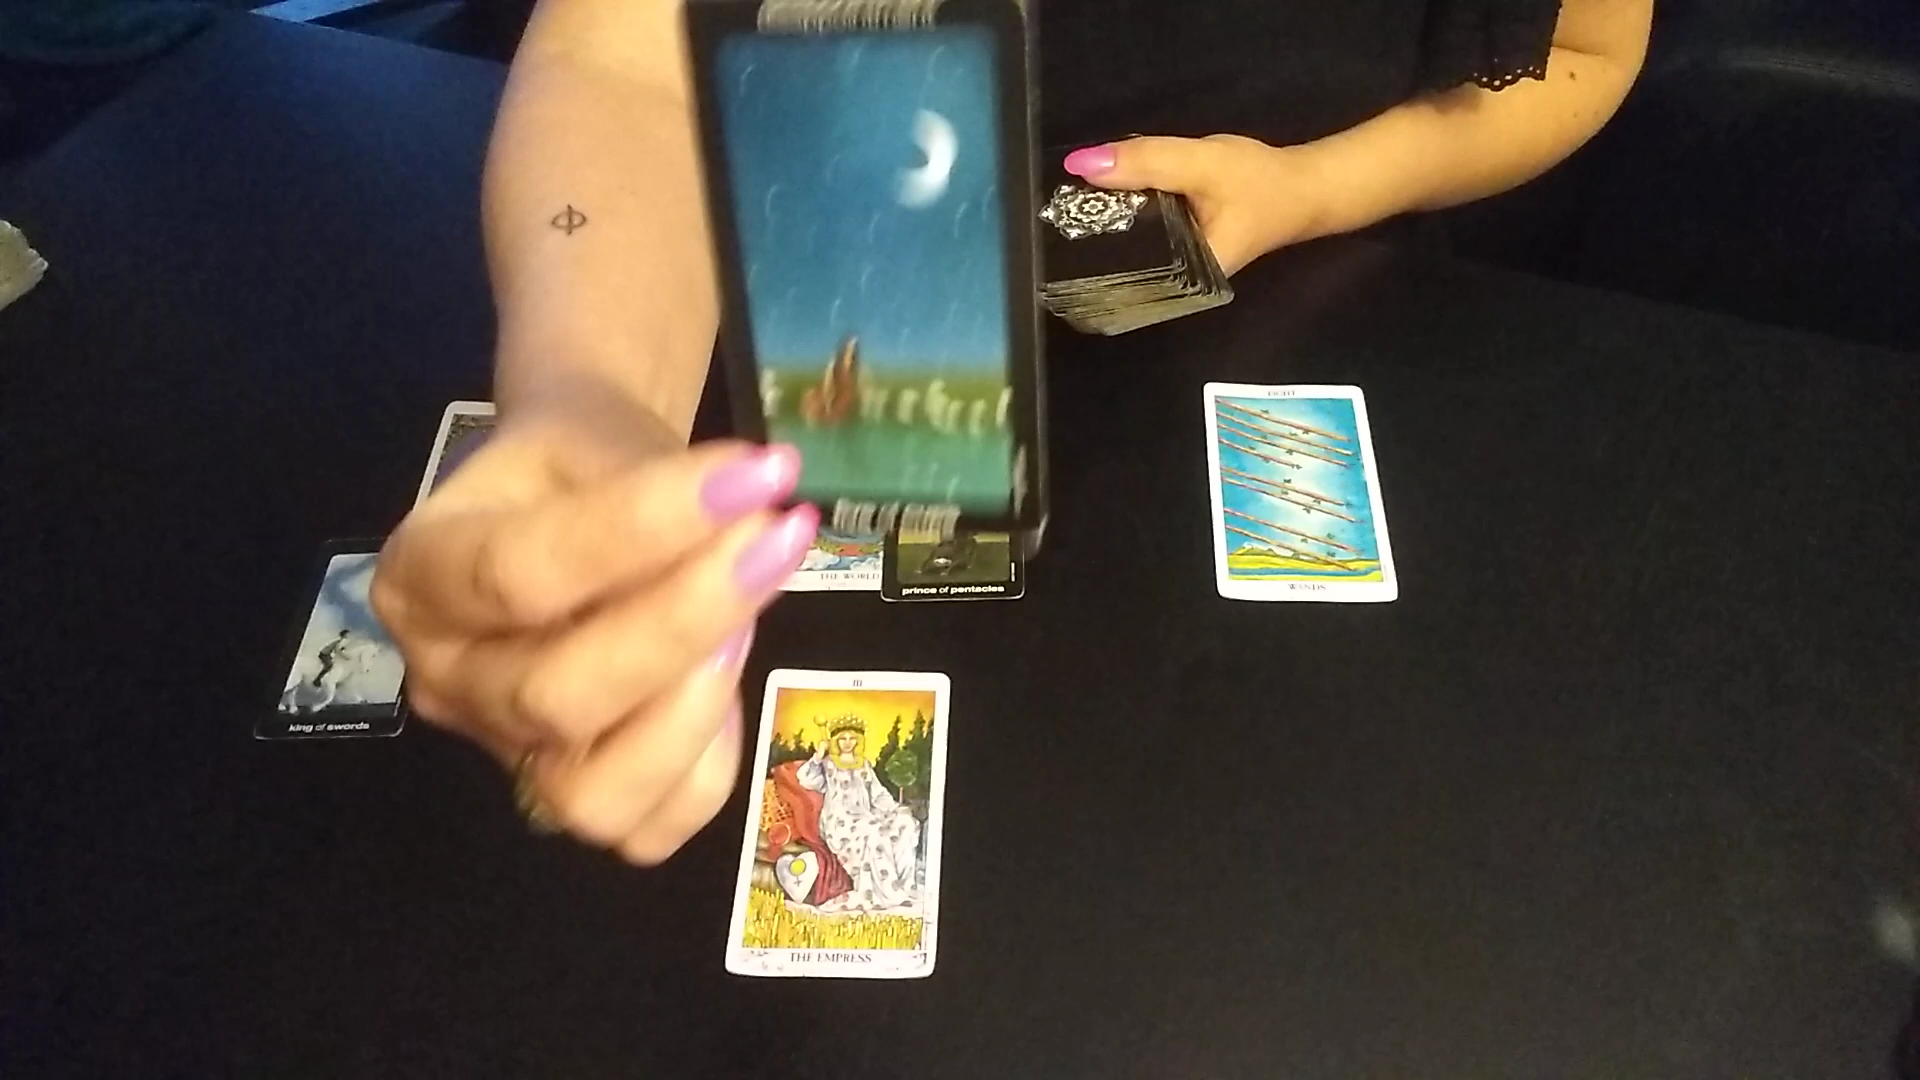 EIGHT
WANDS
THE WORLD
prince of pentacles
king of swords
III
THE EMPRESS